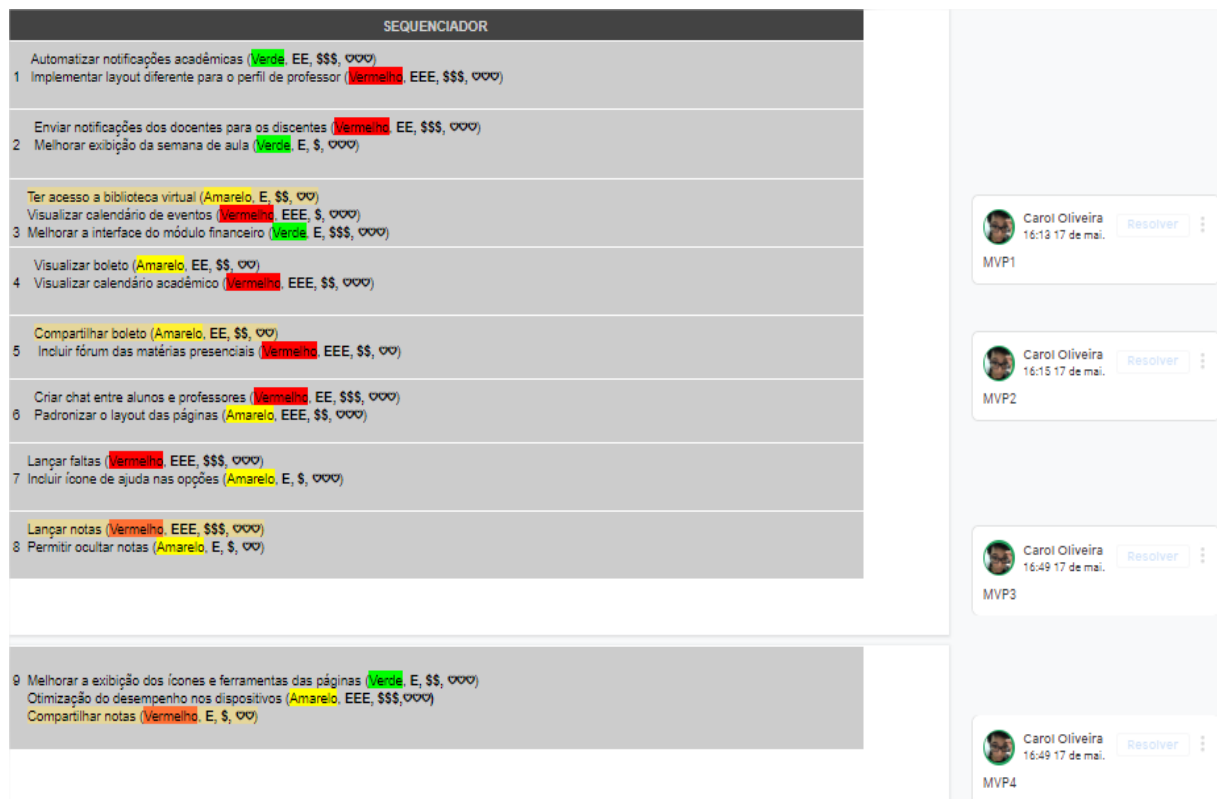 SEQUENCIADOR
Automatizar notificações acadêmicas (Verde, EE, $$$, ♡♡♡)
1 Implementar layout diferente para o perfil de professor (Vermelho, EEE, $$$, ♡♡♡)
Enviar notificações dos docentes para os discentes (Vermelho, EE, $$$, ♡♡♡)
2 Melhorar exibição da semana de aula (Verde, E, $, ♡♡♡)
Ter acesso a biblioteca virtual (Amarelo, E, $$, ♡♡)
Visualizar calendário de eventos (Vermelho, EEE, $, ♡♡♡)
3 Melhorar a interface do módulo financeiro (Verde, E, $$$, ♡♡♡)
Carol Oliveira
Resolver
16:13 17 de mai.
MVP1
Visualizar boleto (Amarelo, EE, $$, ♡♡)
4 Visualizar calendário acadêmico (Vermelho, EEE, $$, ♡♡♡)
Compartilhar boleto (Amarelo, EE, $$, ♡♡)
5 Incluir fórum das matérias presenciais (Vermelho, EEE, $$, ♡♡)
Carol Oliveira
Resolver
16:15 17 de mai.
MVP2
Criar chat entre alunos e professores (Vermelho, EE, $$$, ♡♡♡)
6 Padronizar o layout das páginas (Amarelo, EEE, $$, ♡♡♡)
Lançar faltas (Vermelho, EEE, $$$, ♡♡♡)
7 Incluir ícone de ajuda nas opções (Amarelo, E, $, ♡♡♡)
Lançar notas (Vermelho, EEE, $$$, ♡♡♡)
8 Permitir ocultar notas (Amarelo, E, $, ♡♡)
Carol Oliveira
Resolver
16:49 17 de mai.
MVP3
9 Melhorar a exibição dos ícones e ferramentas das páginas (Verde, E, $$, ♡♡♡)
Otimização do desempenho nos dispositivos (Amarelo, EEE, $$$,♡♡♡)
Compartilhar notas (Vermelho, E, $, ♡♡)
Carol Oliveira
Resolver
16:49 17 de mai.
MVP4